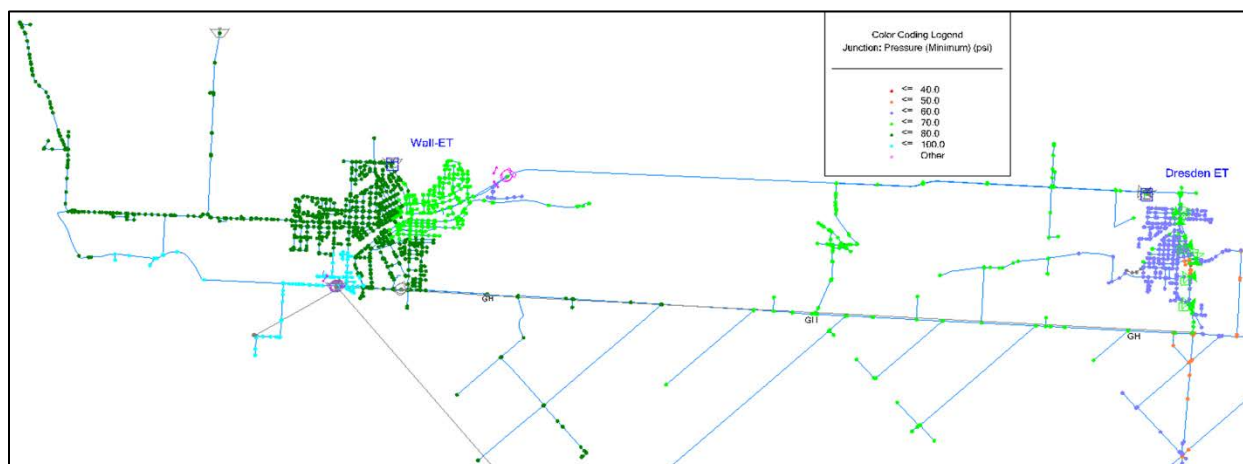 Color Coding Legend
Junction: Pressure (Minimum) (psi)
<= 40.0
<= 50.0
<= 60.0
<= 70.0
<= 80.0
<= 100.0
Other
Wall-ET
Dresden ET
GH
GH
GH